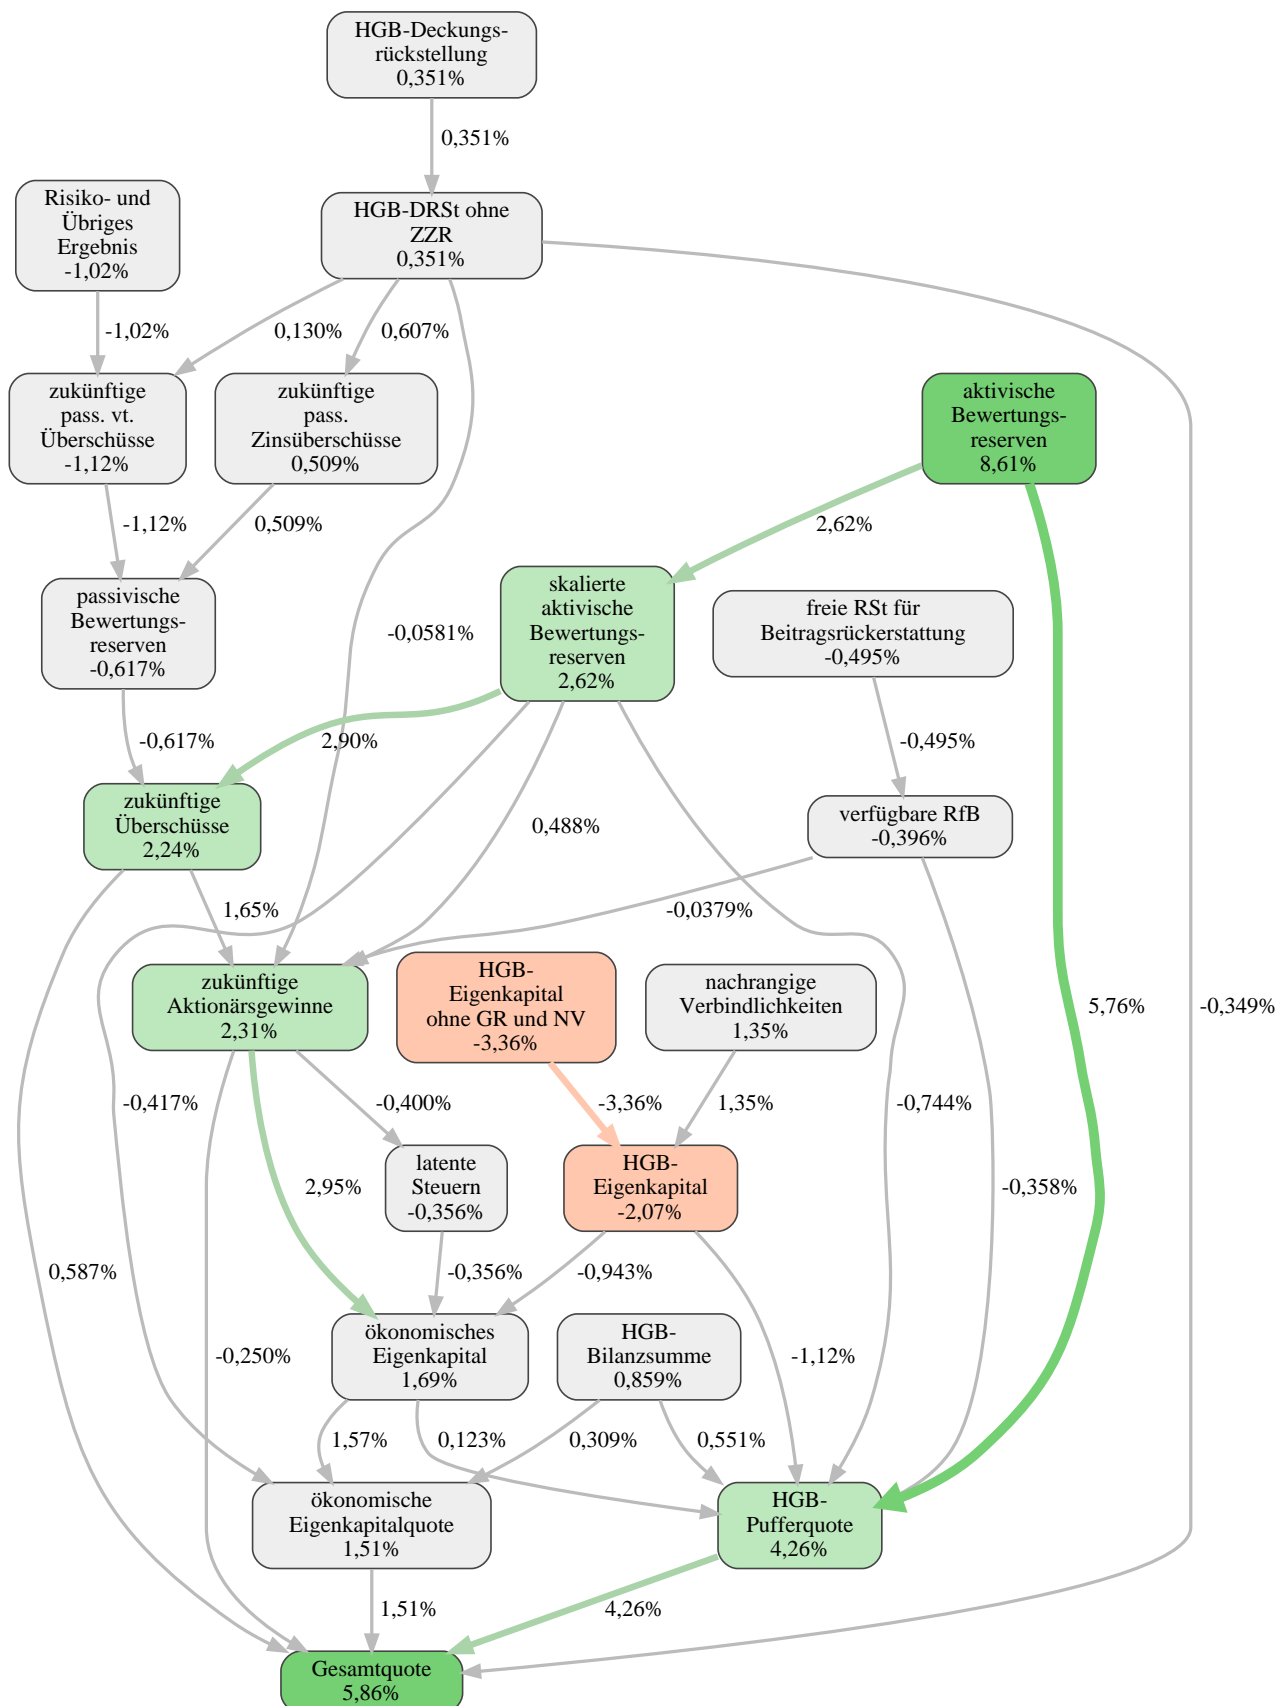 HGB-Deckungs-
rückstellung
0,351%
0,351%
Risiko- und
Übriges
Ergebnis
-1,02%
HGB-DRSt ohne
ZZR
0,351%
-1,02%
0,130%
0,607%
zukünftige
pass. vt.
Überschüsse
-1,12%
zukünftige
pass.
Zinsüberschüsse
0,509%
aktivische
Bewertungs-
reserven
8,61%
-1,12%
0,509%
2,62%
passivische
Bewertungs-
reserven
-0,617%
-0,0581%
skalierte
aktivische
Bewertungs-
reserven
2,62%
freie RSt für
Beitragsrückerstattung
-0,495%
-0,617%
2,90%
-0,495%
zukünftige
Überschüsse
2,24%
0,488%
verfügbare RfB
-0,396%
1,65%
-0,0379%
zukünftige
Aktionärsgewinne
2,31%
HGB-
Eigenkapital
ohne GR und NV
-3,36%
nachrangige
Verbindlichkeiten
1,35%
5,76%
-0,349%
-0,417%
-0,400%
-3,36%
1,35%
-0,744%
2,95%
latente
Steuern
-0,356%
HGB-
Eigenkapital
-2,07%
-0,358%
0,587%
-0,356%
-0,943%
-0,250%
ökonomisches
Eigenkapital
1,69%
HGB-
Bilanzsumme
0,859%
-1,12%
1,57%
0,123%
0,309%
0,551%
ökonomische
Eigenkapitalquote
1,51%
HGB-
Pufferquote
4,26%
1,51%
4,26%
Gesamtquote
5,86%